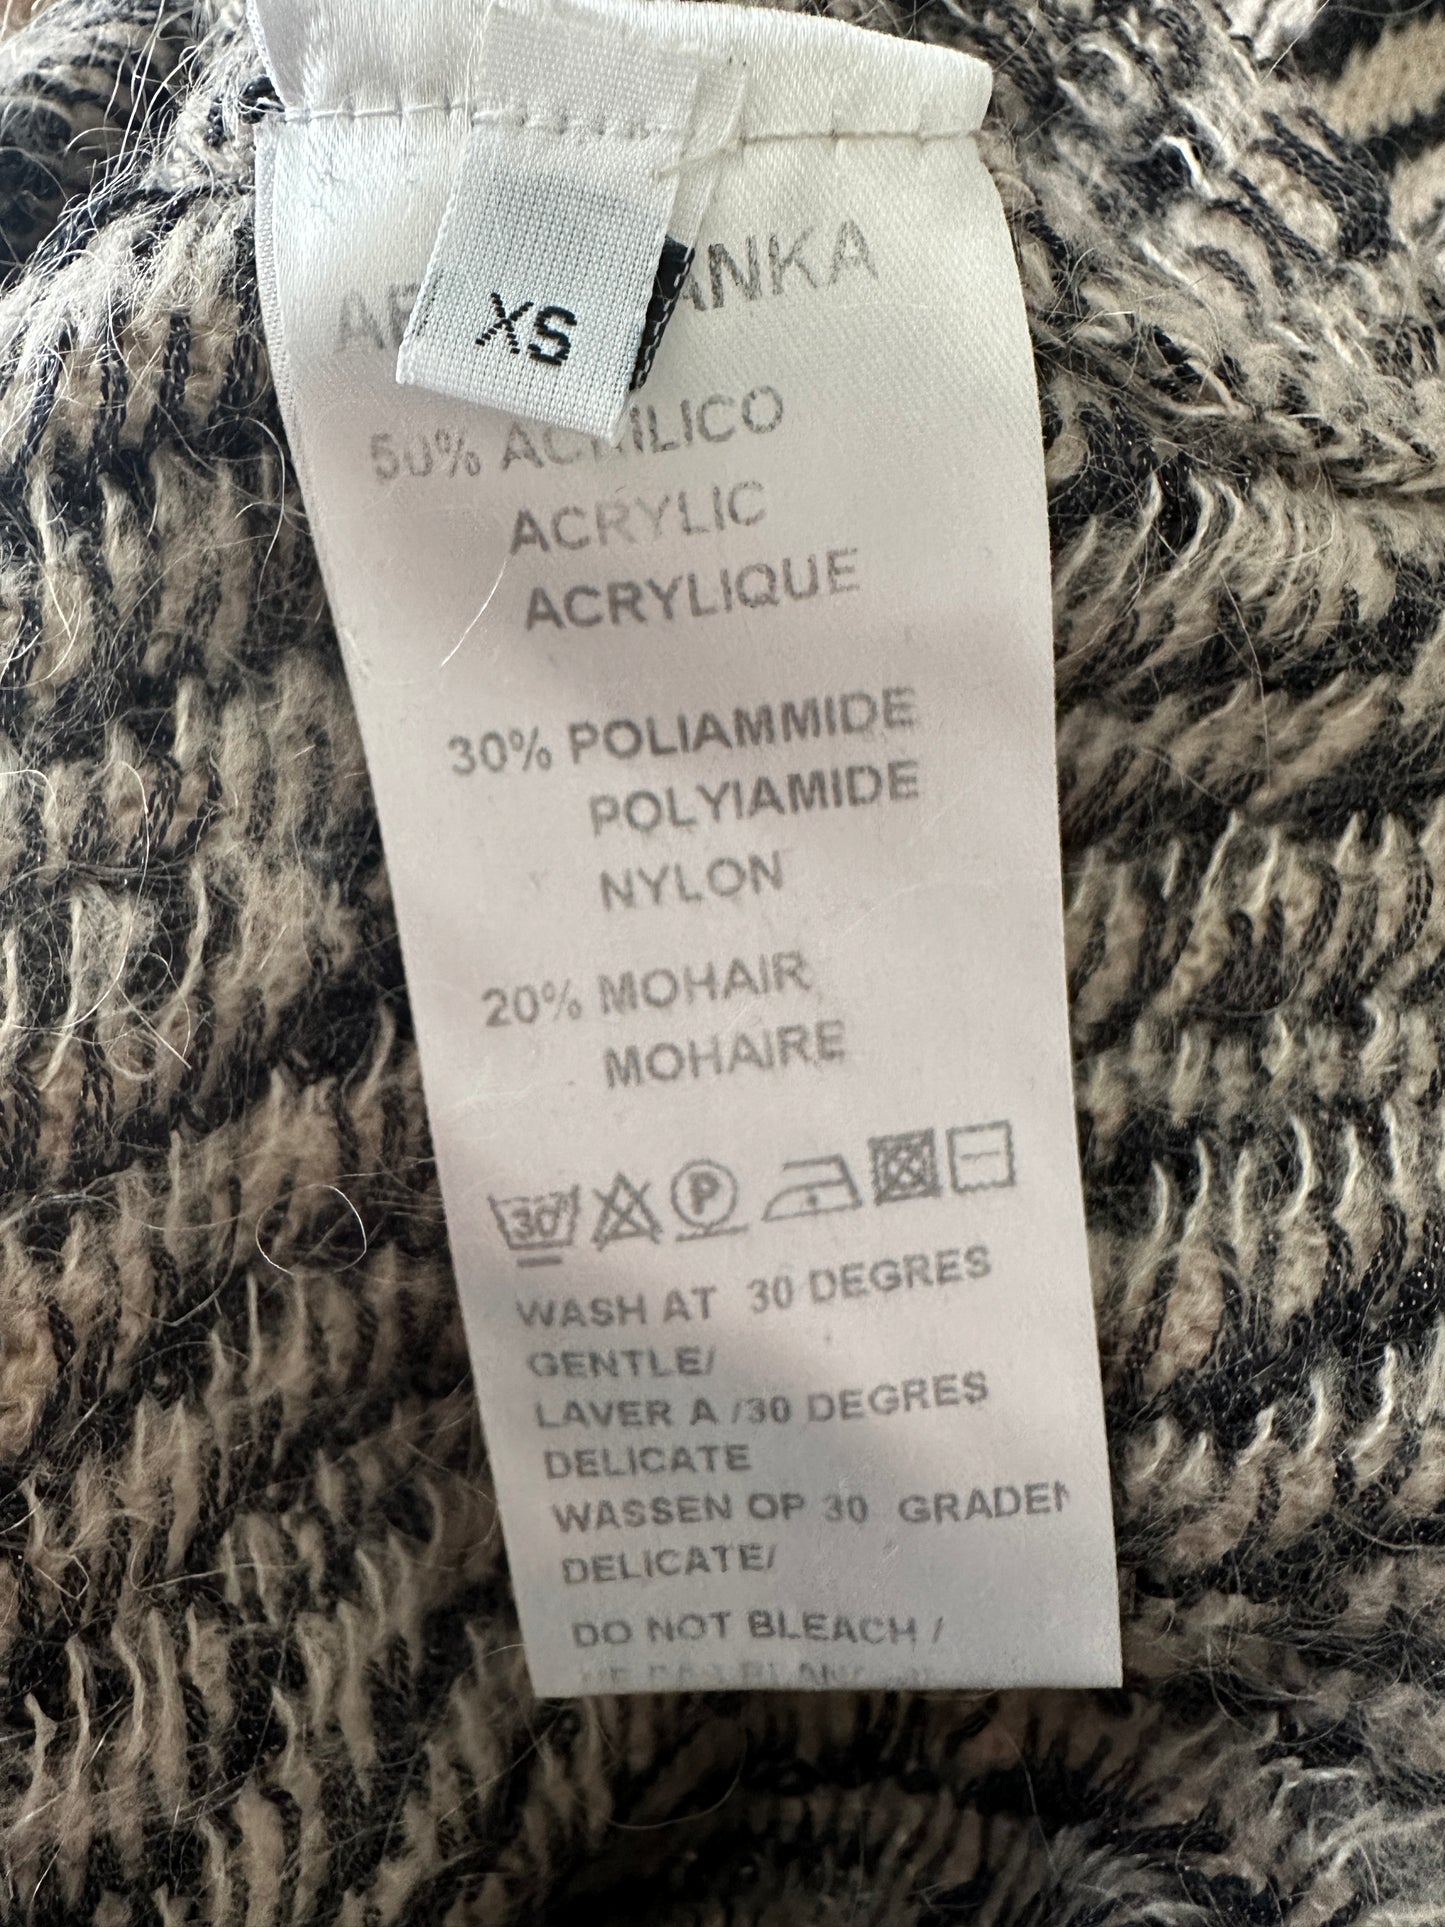 XS
50% ACRILICO
ACRYLIC
ACRYLIQUE
30% POLIAMMIDE
POLYIAMIDE
NYLON
20% MOHAIR
MOHAIRE
30° P
WASH AT 30 DEGRES
GENTLE/
LAVER A /30 DEGRES
DELICATE
WASSEN OP 30 GRADEN
DELICATE/
DO NOT BLEACH /